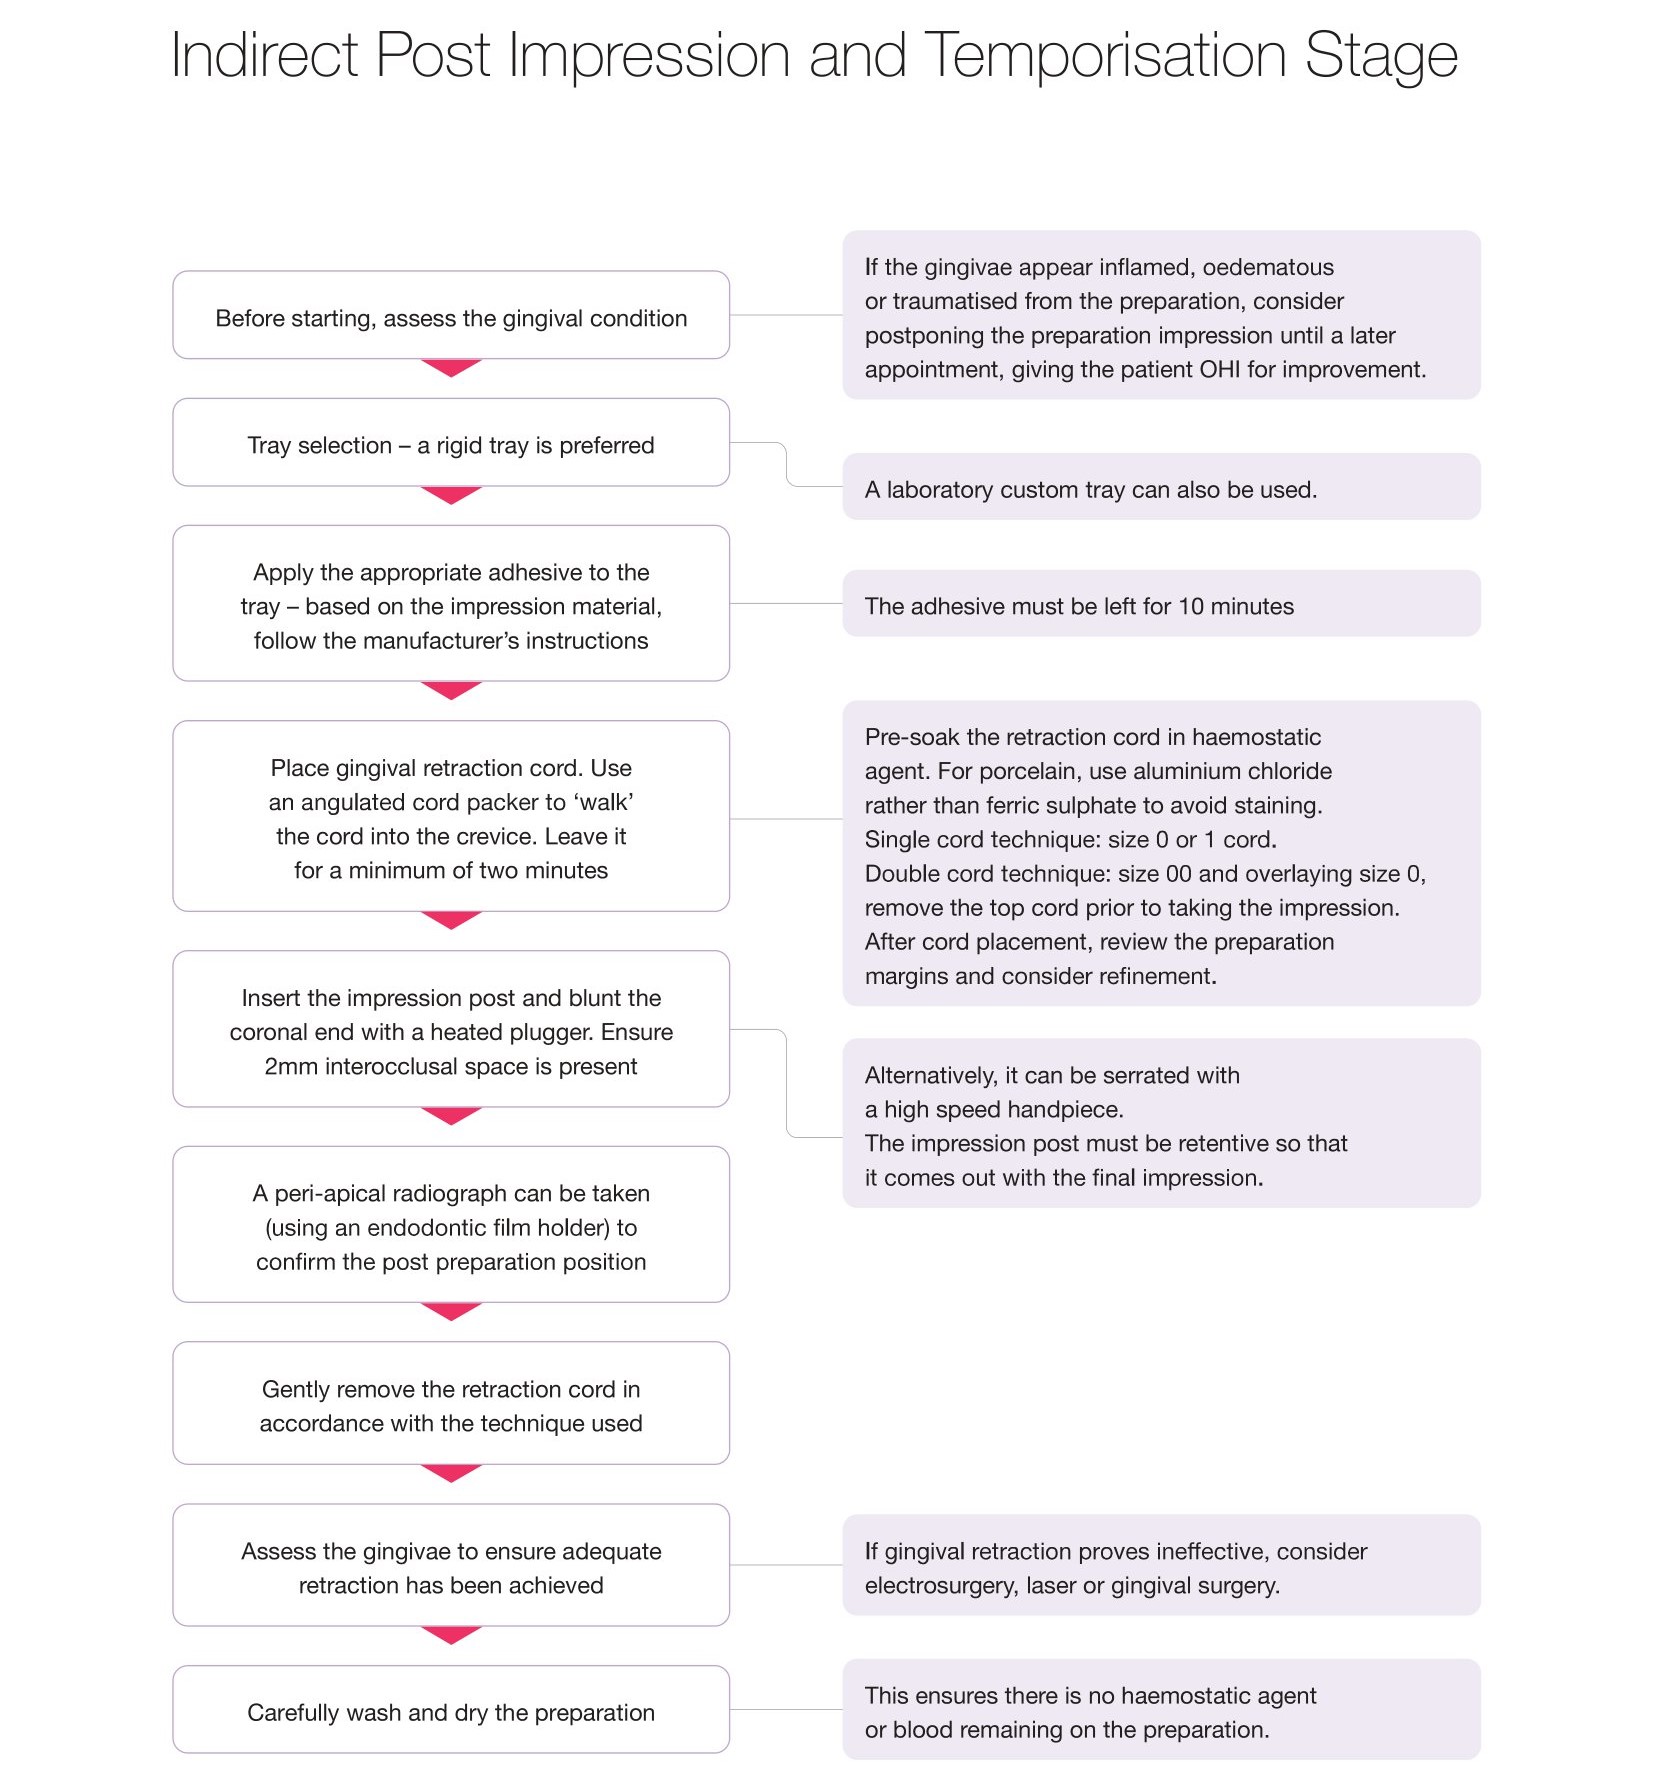 Indirect Post Impression and Temporisation Stage
Before starting, assess the gingival condition
If the gingivae appear inflamed, oedematous
or traumatised from the preparation, consider
postponing the preparation impression until a later
appointment, giving the patient OHI for improvement.
Tray selection – a rigid tray is preferred
A laboratory custom tray can also be used.
Apply the appropriate adhesive to the
tray – based on the impression material,
follow the manufacturer’s instructions
The adhesive must be left for 10 minutes
Place gingival retraction cord. Use
an angulated cord packer to ‘walk’
the cord into the crevice. Leave it
for a minimum of two minutes
Pre-soak the retraction cord in haemostatic
agent. For porcelain, use aluminium chloride
rather than ferric sulphate to avoid staining.
Single cord technique: size 0 or 1 cord.
Double cord technique: size 00 and overlaying size 0,
remove the top cord prior to taking the impression.
After cord placement, review the preparation
margins and consider refinement.
Insert the impression post and blunt the
coronal end with a heated plugger. Ensure
2mm interocclusal space is present
Alternatively, it can be serrated with
a high speed handpiece.
The impression post must be retentive so that
it comes out with the final impression.
A peri-apical radiograph can be taken
(using an endodontic film holder) to
confirm the post preparation position
Gently remove the retraction cord in
accordance with the technique used
Assess the gingivae to ensure adequate
retraction has been achieved
If gingival retraction proves ineffective, consider
electrosurgery, laser or gingival surgery.
Carefully wash and dry the preparation
This ensures there is no haemostatic agent
or blood remaining on the preparation.